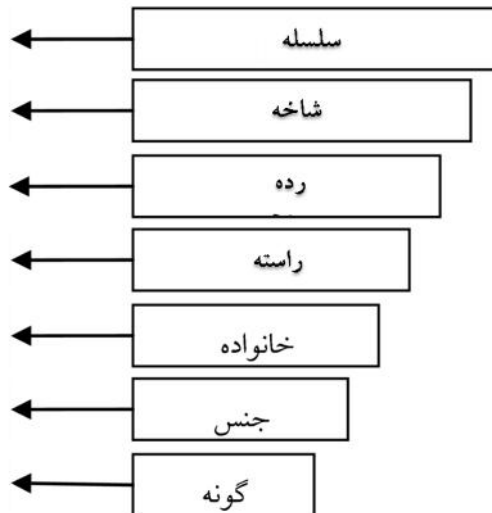 سلسله
شاخه
رده
راسته
خانواده
جنس
گونه